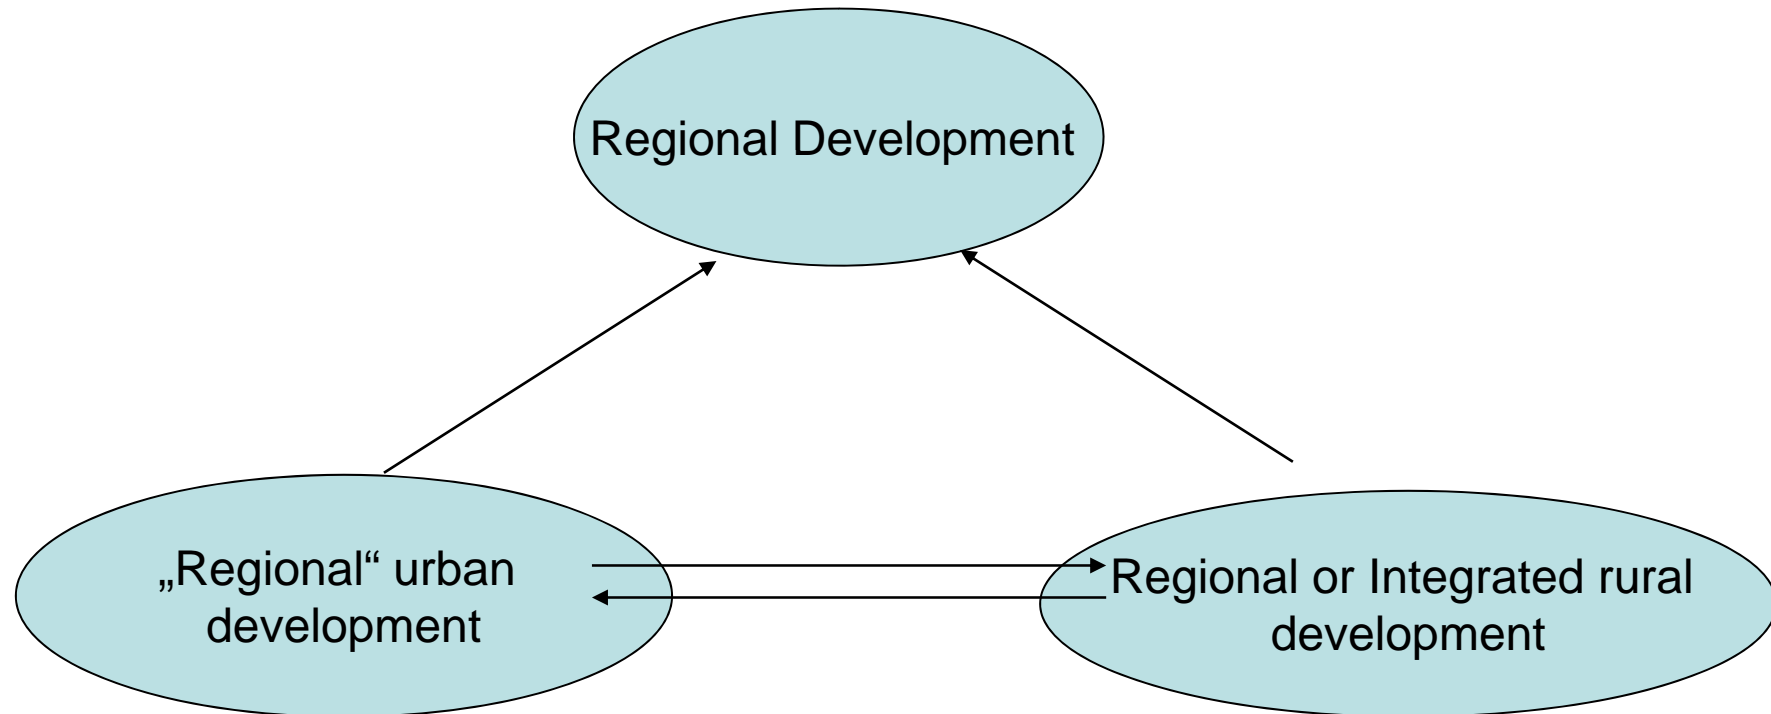 Regional Development
„Regional“ urban
development
Regional or Integrated rural
development